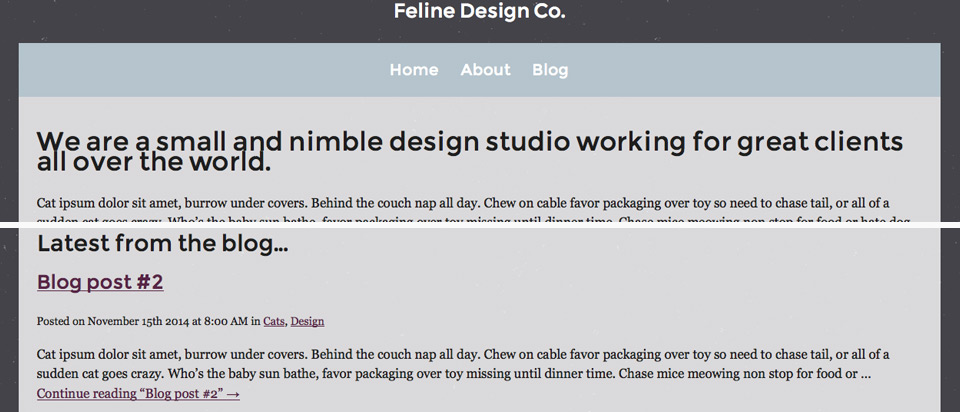 Feline Design Co.
Home About Blog
We are a small and nimble design studio working for great clients
all over the world.
Cat ipsum dolor sit amet, burrow under covers. Behind the couch nap all day. Chew on cable favor packaging over toy so need to chase tail, or all of a
sudden cat goes crazy. Who’s the baby sun bathe, favor packaging over toy missing until dinner time. Chase mice meowing non stop for food or hate dog
Latest from the blog…
Blog post #2
Posted on November 15th 2014 at 8:00 AM in Cats, Design
Cat ipsum dolor sit amet, burrow under covers. Behind the couch nap all day. Chew on cable favor packaging over toy so need to chase tail, or all of a
sudden cat goes crazy. Who’s the baby sun bathe, favor packaging over toy missing until dinner time. Chase mice meowing non stop for food or …
Continue reading “Blog post #2” →